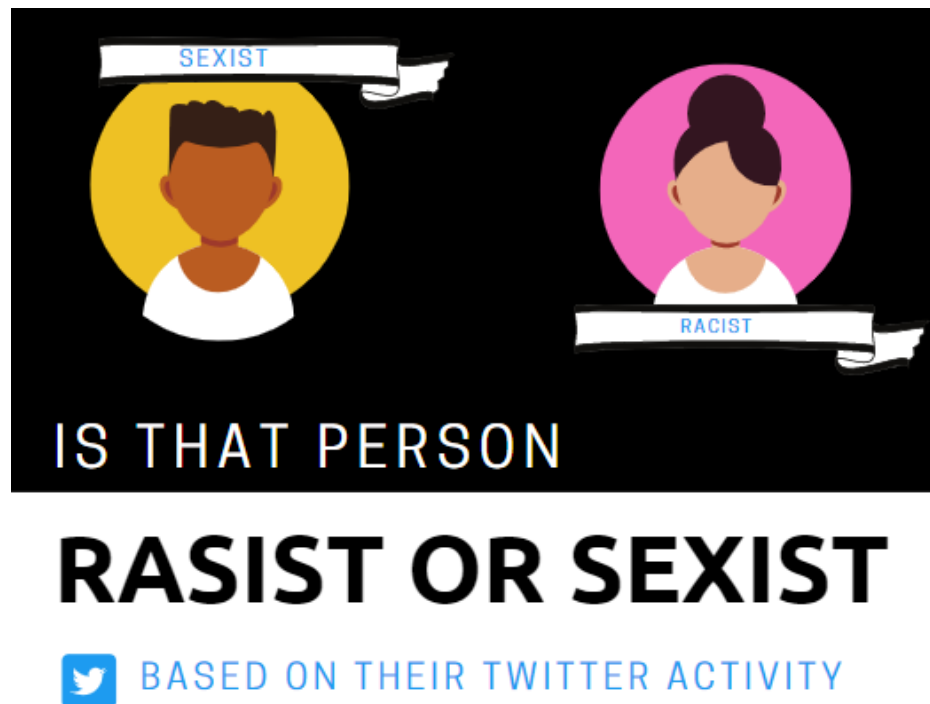 SEXIST
RACIST
IS THAT PERSON
RASIST OR SEXIST
BASED ON THEIR TWITTER ACTIVITY